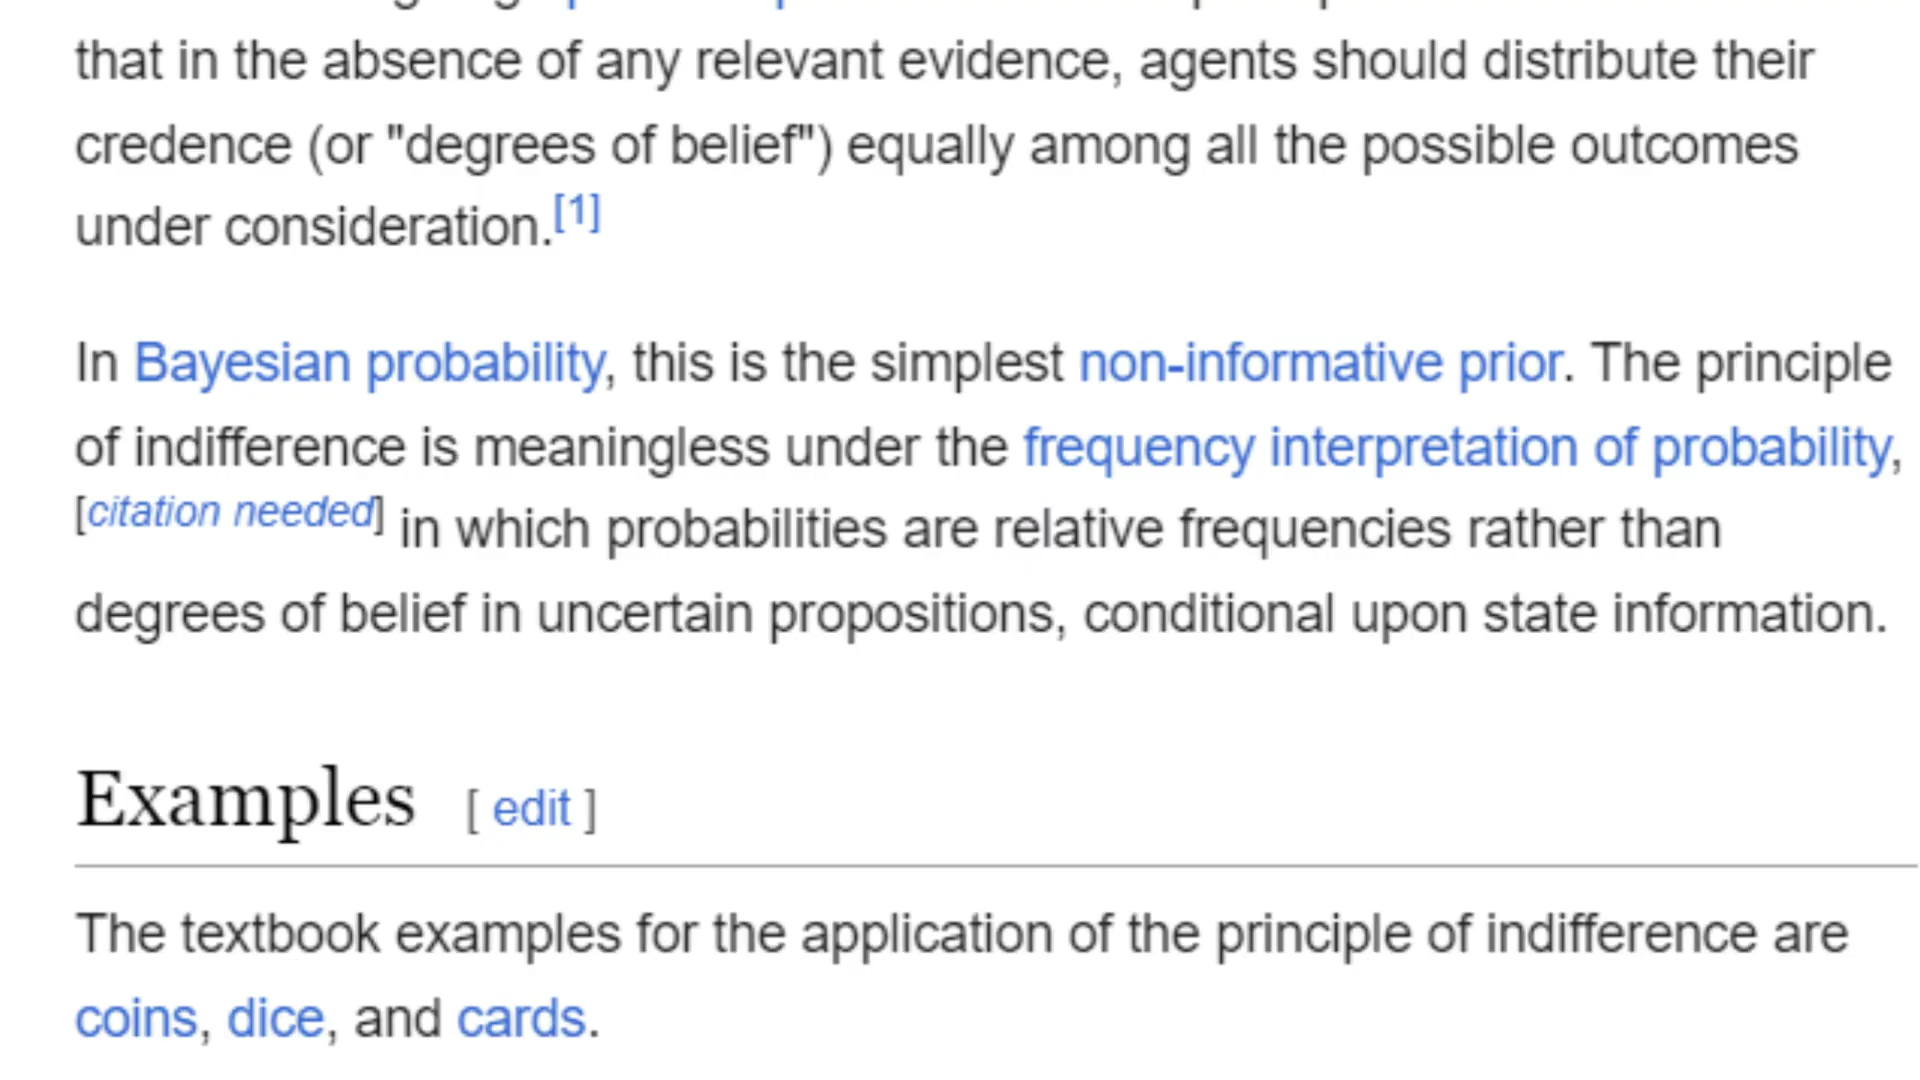 that in the absence of any relevant evidence, agents should distribute their
credence (or "degrees of belief") equally among all the possible outcomes
under consideration.[1]
In Bayesian probability, this is the simplest non-informative prior. The principle
of indifference is meaningless under the frequency interpretation of probability,
[citation needed] in which probabilities are relative frequencies rather than
degrees of belief in uncertain propositions, conditional upon state information.
Examples [ edit ]
The textbook examples for the application of the principle of indifference are
coins, dice, and cards.